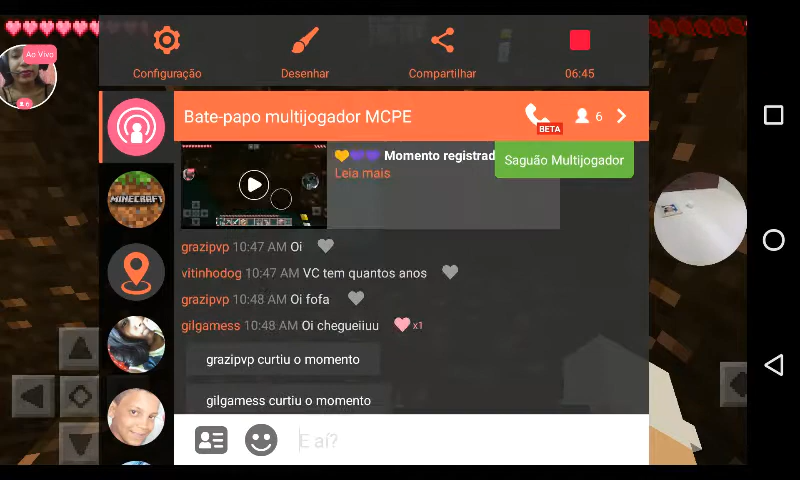 Ao Vivo
Configuração
Desenhar
Compartilhar
06:45
Bate-papo multijogador MCPE
BETA
6
MINECRAFT
Momento registrad
Leia mais
Saguão Multijogador
grazipvp 10:47 AM Oi
vitinhodog 10:47 AM VC tem quantos anos
grazipvp 10:48 AM Oi fofa
gilgamess 10:48 AM Oi chegueiiuu x1
grazipvp curtiu o momento
gilgamess curtiu o momento
E aí?